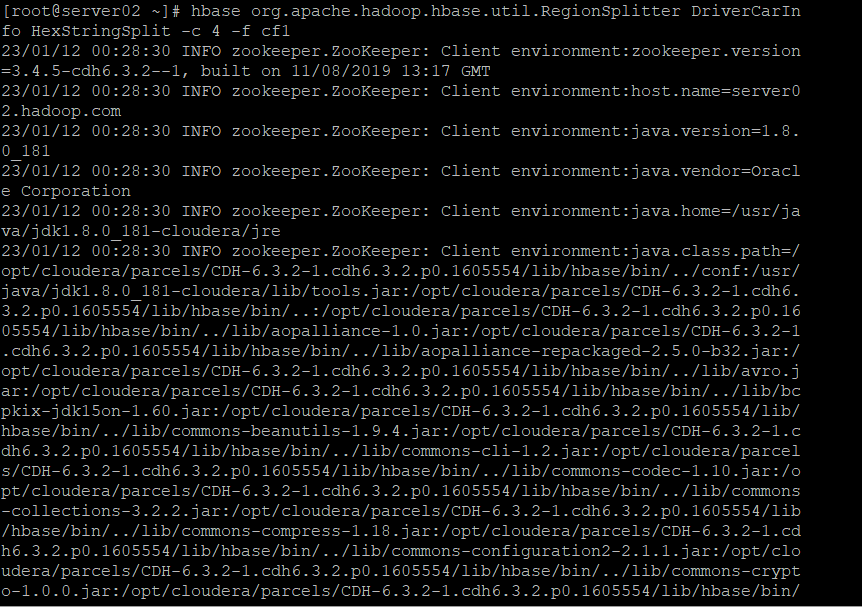 [root@server02 ~]# hbase org.apache.hadoop.hbase.util.RegionSplitter DriverCarIn
fo HexStringSplit -c 4 -f cf1
23/01/12 00:28:30 INFO zookeeper.ZooKeeper: Client environment:zookeeper.version
=3.4.5-cdh6.3.2--1, built on 11/08/2019 13:17 GMT
23/01/12 00:28:30 INFO zookeeper.ZooKeeper: Client environment:host.name=server0
2.hadoop.com
23/01/12 00:28:30 INFO zookeeper.ZooKeeper: Client environment:java.version=1.8.
0_181
23/01/12 00:28:30 INFO zookeeper.ZooKeeper: Client environment:java.vendor=Oracl
e Corporation
23/01/12 00:28:30 INFO zookeeper.ZooKeeper: Client environment:java.home=/usr/ja
va/jdk1.8.0_181-cloudera/jre
23/01/12 00:28:30 INFO zookeeper.ZooKeeper: Client environment:java.class.path=/
opt/cloudera/parcels/CDH-6.3.2-1.cdh6.3.2.p0.1605554/lib/hbase/bin/../conf:/usr/
java/jdk1.8.0_181-cloudera/lib/tools.jar:/opt/cloudera/parcels/CDH-6.3.2-1.cdh6.
3.2.p0.1605554/lib/hbase/bin/..:/opt/cloudera/parcels/CDH-6.3.2-1.cdh6.3.2.p0.16
05554/lib/hbase/bin/../lib/aopalliance-1.0.jar:/opt/cloudera/parcels/CDH-6.3.2-1
.cdh6.3.2.p0.1605554/lib/hbase/bin/../lib/aopalliance-repackaged-2.5.0-b32.jar:/
opt/cloudera/parcels/CDH-6.3.2-1.cdh6.3.2.p0.1605554/lib/hbase/bin/../lib/avro.j
ar:/opt/cloudera/parcels/CDH-6.3.2-1.cdh6.3.2.p0.1605554/lib/hbase/bin/../lib/bc
pkix-jdk15on-1.60.jar:/opt/cloudera/parcels/CDH-6.3.2-1.cdh6.3.2.p0.1605554/lib/
hbase/bin/../lib/commons-beanutils-1.9.4.jar:/opt/cloudera/parcels/CDH-6.3.2-1.c
dh6.3.2.p0.1605554/lib/hbase/bin/../lib/commons-cli-1.2.jar:/opt/cloudera/parcel
s/CDH-6.3.2-1.cdh6.3.2.p0.1605554/lib/hbase/bin/../lib/commons-codec-1.10.jar:/o
pt/cloudera/parcels/CDH-6.3.2-1.cdh6.3.2.p0.1605554/lib/hbase/bin/../lib/commons
-collections-3.2.2.jar:/opt/cloudera/parcels/CDH-6.3.2-1.cdh6.3.2.p0.1605554/lib
/hbase/bin/../lib/commons-compress-1.18.jar:/opt/cloudera/parcels/CDH-6.3.2-1.cd
h6.3.2.p0.1605554/lib/hbase/bin/../lib/commons-configuration2-2.1.1.jar:/opt/clo
udera/parcels/CDH-6.3.2-1.cdh6.3.2.p0.1605554/lib/hbase/bin/../lib/commons-crypt
o-1.0.0.jar:/opt/cloudera/parcels/CDH-6.3.2-1.cdh6.3.2.p0.1605554/lib/hbase/bin/